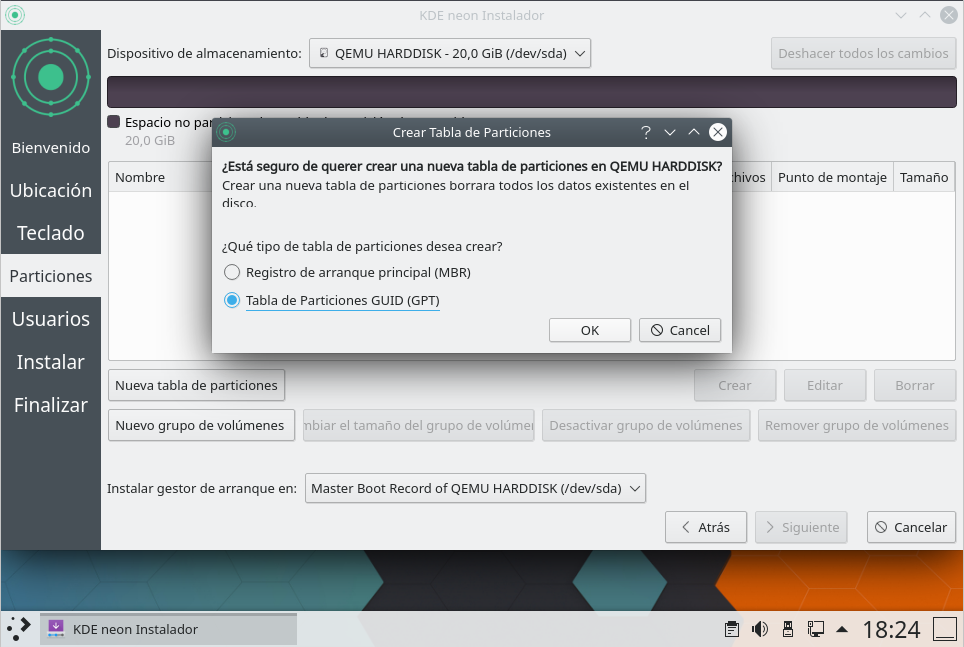 KDE neon Instalador
Dispositivo de almacenamiento:
QEMU HARDDISK - 20,0 GiB (/dev/sda)
Deshacer todos los cambios
Espacio no
20,0 GiB
Bienvenido
Ubicación
Teclado
Particiones
Usuarios
Instalar
Finalizar
Nombre
Punto de montaje
Tamaño
Crear Tabla de Particiones
¿Está seguro de querer crear una nueva tabla de particiones en QEMU HARDDISK?
Crear una nueva tabla de particiones borrara todos los datos existentes en el
disco.
¿Qué tipo de tabla de particiones desea crear?
Registro de arranque principal (MBR)
Tabla de Particiones GUID (GPT)
OK
Cancel
Nueva tabla de particiones
Crear
Editar
Borrar
Nuevo grupo de volúmenes
mbiar el tamaño del grupo de volúme
Desactivar grupo de volúmenes
Remover grupo de volúmenes
Instalar gestor de arranque en:
Master Boot Record of QEMU HARDDISK (/dev/sda)
Atrás
Siguiente
Cancelar
KDE neon Instalador
18:24